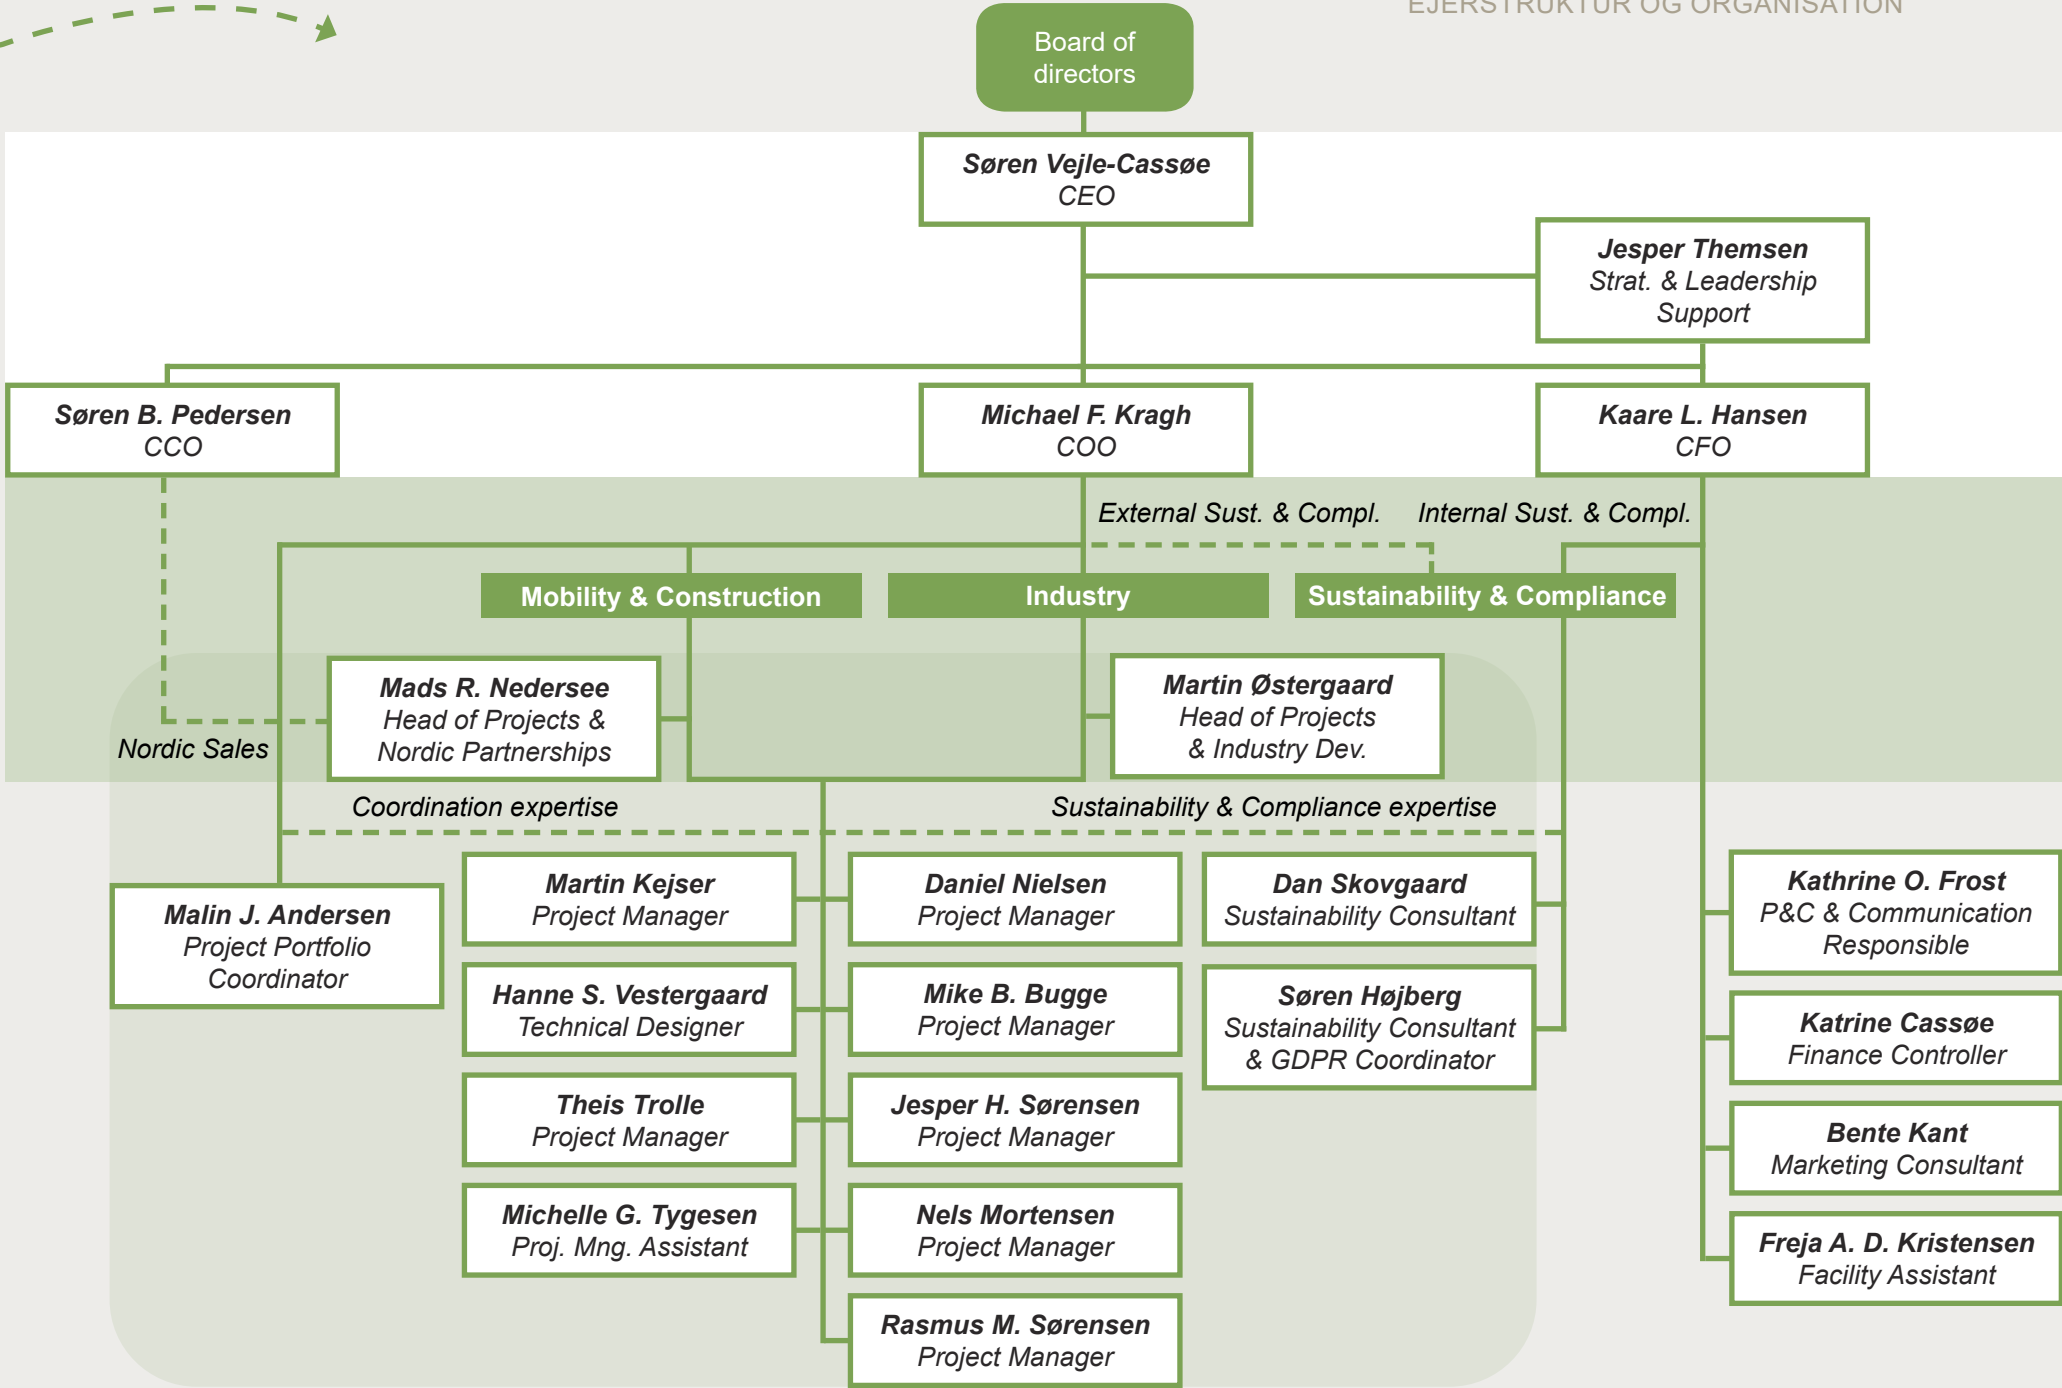 EJERSTRUKTUR OG ORGANISATION
Board of
directors
Søren Vejle-Cassøe
CEO
Jesper Themsen
Strat. & Leadership
Support
Søren B. Pedersen
CCO
Michael F. Kragh
COO
Kaare L. Hansen
CFO
External Sust. & Compl.
Internal Sust. & Compl.
Mobility & Construction
Industry
Sustainability & Compliance
Mads R. Nedersee
Head of Projects &
Nordic Partnerships
Martin Østergaard
Head of Projects
& Industry Dev.
Nordic Sales
Coordination expertise
Sustainability & Compliance expertise
Malin J. Andersen
Project Portfolio
Coordinator
Martin Kejser
Project Manager
Hanne S. Vestergaard
Technical Designer
Theis Trolle
Project Manager
Michelle G. Tygesen
Proj. Mng. Assistant
Daniel Nielsen
Project Manager
Mike B. Bugge
Project Manager
Jesper H. Sørensen
Project Manager
Nels Mortensen
Project Manager
Rasmus M. Sørensen
Project Manager
Dan Skovgaard
Sustainability Consultant
Søren Højberg
Sustainability Consultant
& GDPR Coordinator
Kathrine O. Frost
P&C & Communication
Responsible
Katrine Cassøe
Finance Controller
Bente Kant
Marketing Consultant
Freja A. D. Kristensen
Facility Assistant